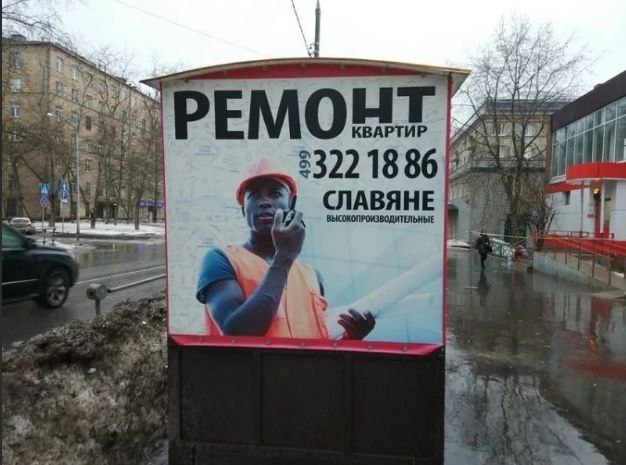 РЕМОНТ
КВАРТИР
499 322 18 86
СЛАВЯНЕ
ВЫСОКОПРОИЗВОДИТЕЛЬНЫЕ